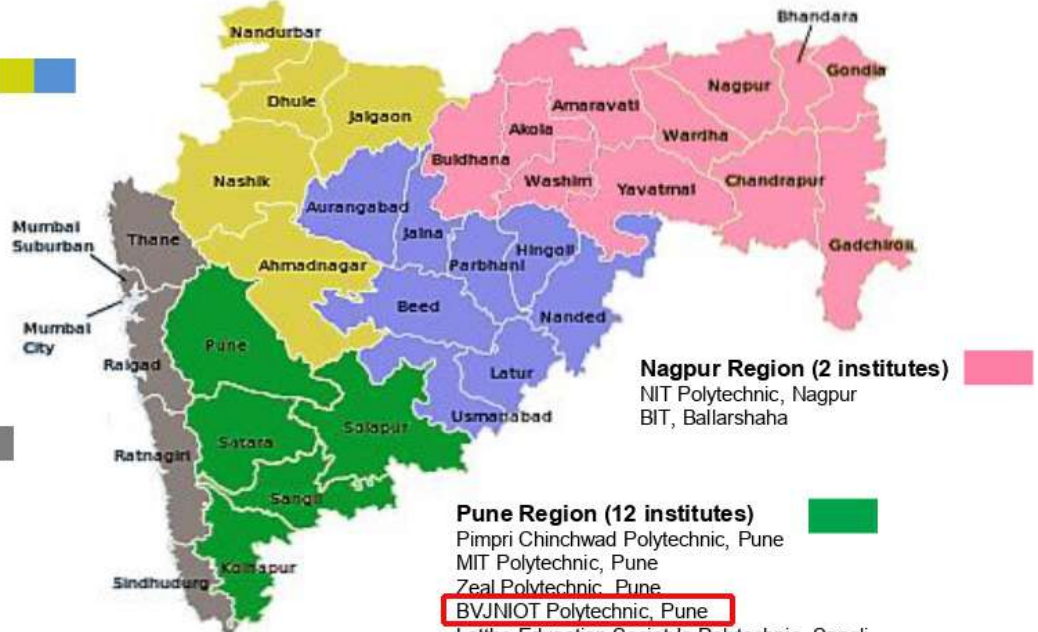 Bhandara
Nandurbar
Gondia
Nagpur
Dhule
Jalgaon
Amaravati
Akola
Wardha
Buldhana
Nashik
Washim
Yavatmal
Chandrapur
Aurangabad
Jalna
Mumbai
Suburban
Thane
Hingoli
Gadchiroli
Ahmadnagar
Parbhani
Beed
Nanded
Mumbai
City
Pune
Raigad
Latur
Nagpur Region (2 institutes)
NIT Polytechnic, Nagpur
BIT, Ballarshaha
Usmanabad
Solapur
Satara
Ratnagiri
Sangli
Pune Region (12 institutes)
Pimpri Chinchwad Polytechnic, Pune
MIT Polytechnic, Pune
Kolhapur
Sindhudurg
Zeal Polytechnic, Pune
BVJNIOT Polytechnic, Pune